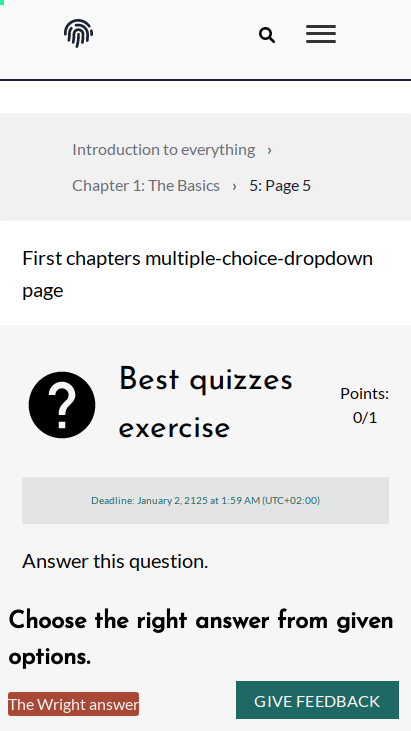 Introduction to everything ›
Chapter 1: The Basics › 5: Page 5
First chapters multiple-choice-dropdown
page
Best quizzes
exercise
Points:
0/1
Deadline: January 2, 2125 at 1:59 AM (UTC+02:00)
Answer this question.
Choose the right answer from given
options.
The Wright answer
GIVE FEEDBACK